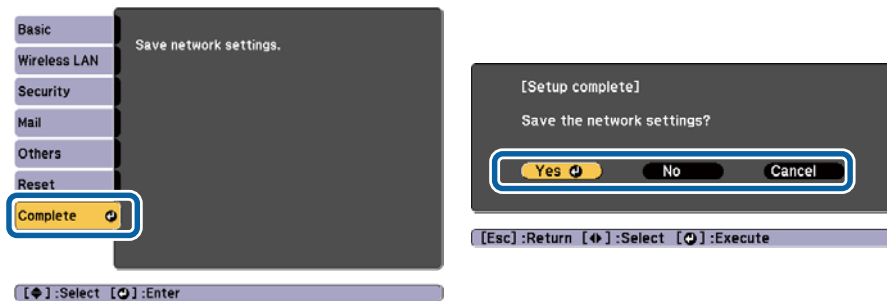 Basic
Wireless LAN
Security
Mail
Others
Reset
Complete
Save network settings.
[◆]:Select [⏎]:Enter
[Setup complete]
Save the network settings?
Yes No Cancel
[Esc]:Return [◀▶]:Select [⏎]:Execute